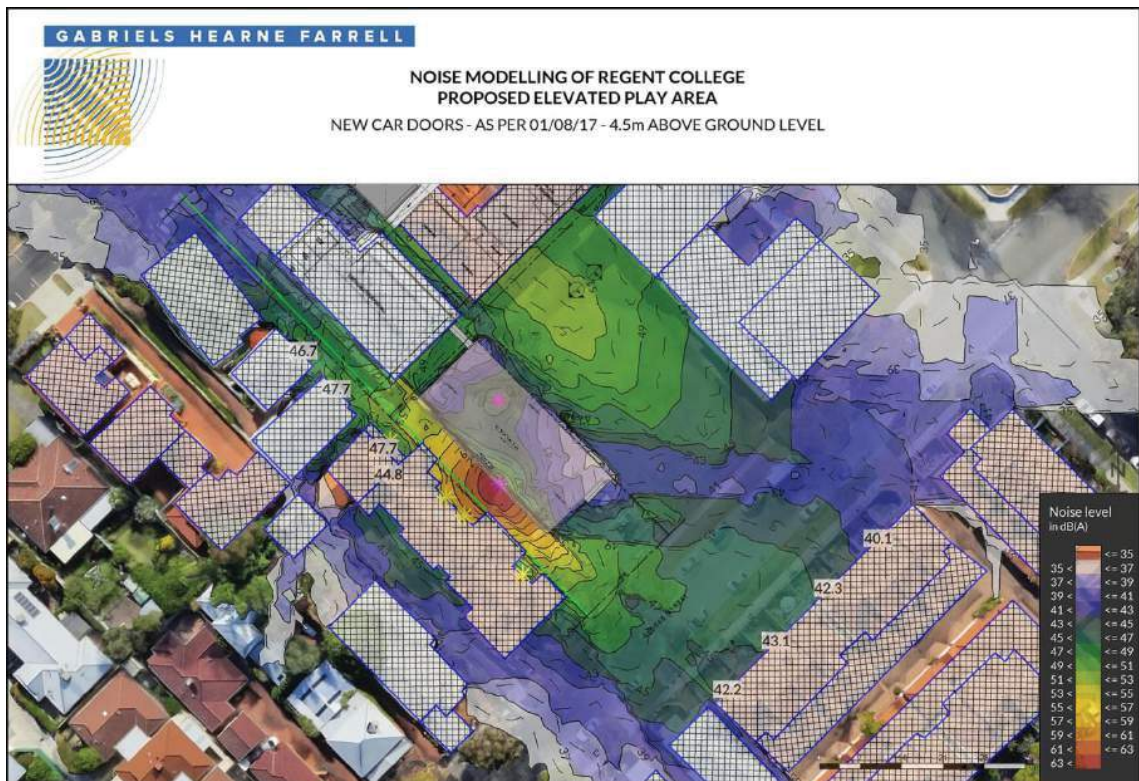 GABRIELS HEARNE FARRELL
NOISE MODELLING OF REGENT COLLEGE
PROPOSED ELEVATED PLAY AREA
NEW CAR DOORS - AS PER 01/08/17 - 4.5m ABOVE GROUND LEVEL
46.7
47.7
47.7
44.8
49
40.1
42.3
43.1
42.2
Noise level
in dB(A)
<= 35
35 < <= 37
37 < <= 39
39 < <= 41
41 < <= 43
43 < <= 45
45 < <= 47
47 < <= 49
49 < <= 51
51 < <= 53
53 < <= 55
55 < <= 57
57 < <= 59
59 < <= 61
61 < <= 63
63 <